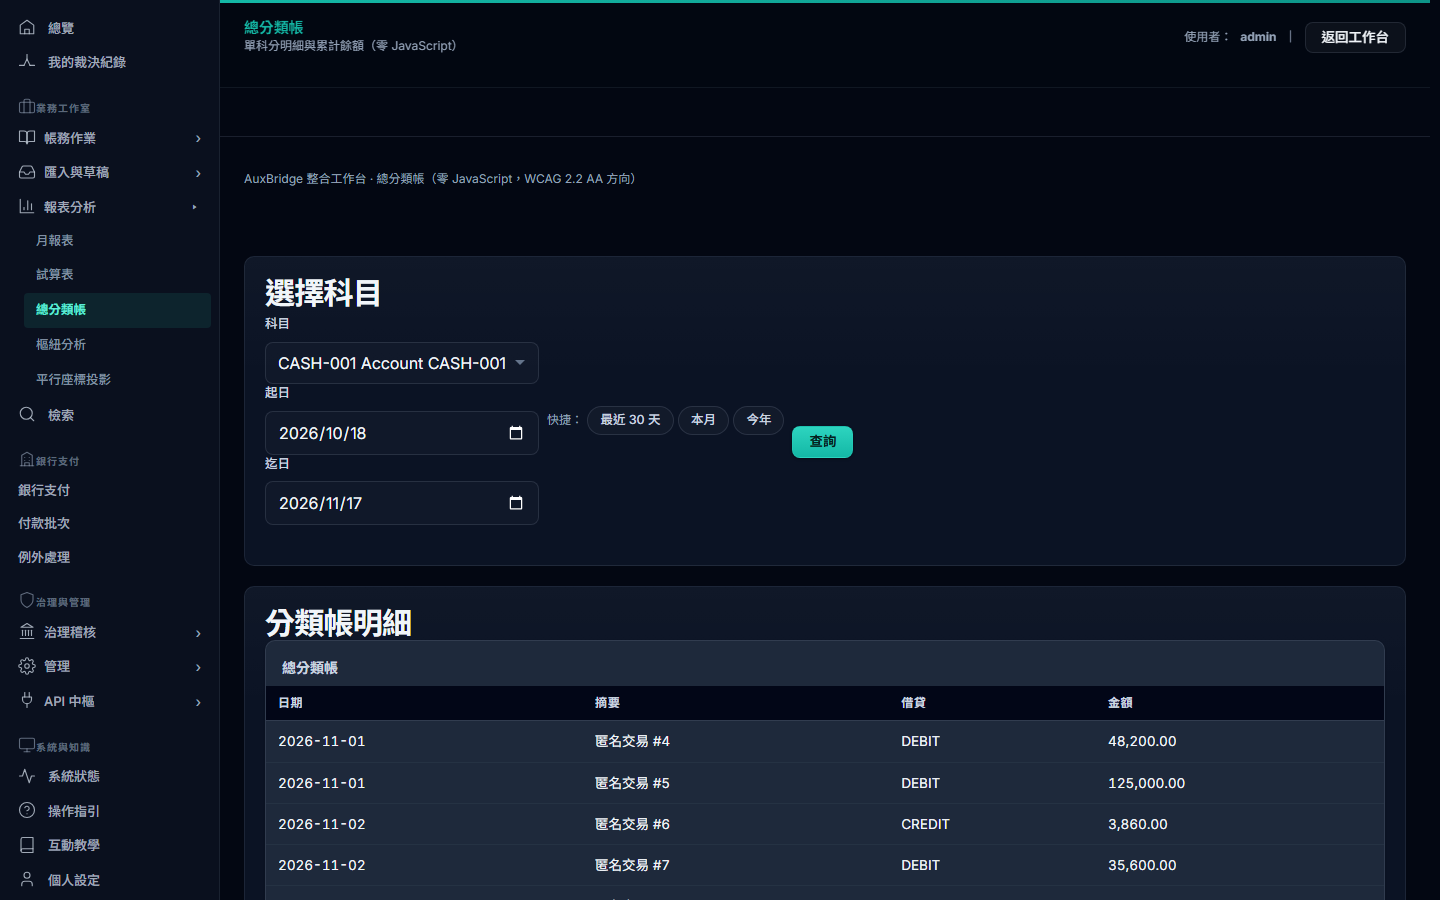 總覽
我的裁決紀錄
業務工作室
帳務作業
匯入與草稿
報表分析
月報表
試算表
總分類帳
樞紐分析
平行座標投影
檢索
銀行支付
銀行支付
付款批次
例外處理
治理與管理
治理稽核
管理
API 中樞
系統與知識
系統狀態
操作指引
互動教學
個人設定
總分類帳
單科分明細與累計餘額（零 JavaScript）
使用者： admin | 返回工作台
AuxBridge 整合工作台 · 總分類帳（零 JavaScript，WCAG 2.2 AA 方向）
選擇科目
科目
CASH-001 Account CASH-001
起日
2026/10/18
快捷： 最近 30 天 本月 今年
查詢
迄日
2026/11/17
分類帳明細
總分類帳
日期 摘要 借貸 金額
2026-11-01 匿名交易 #4 DEBIT 48,200.00
2026-11-01 匿名交易 #5 DEBIT 125,000.00
2026-11-02 匿名交易 #6 CREDIT 3,860.00
2026-11-02 匿名交易 #7 DEBIT 35,600.00